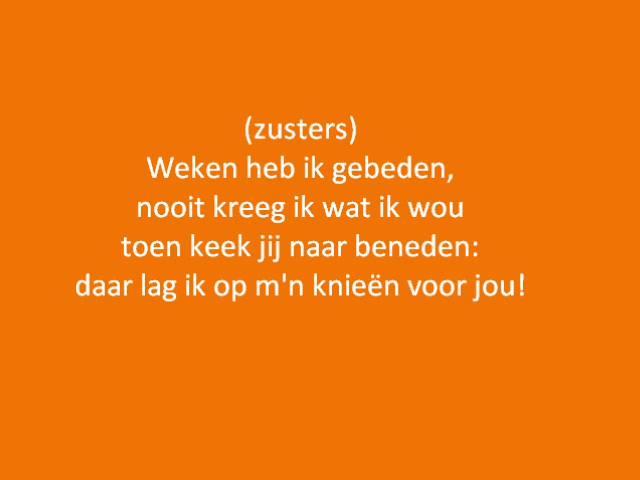 (zusters)
Weken heb ik gebeden,
nooit kreeg ik wat ik wou
toen keek jij naar beneden:
daar lag ik op m'n knieën voor jou!